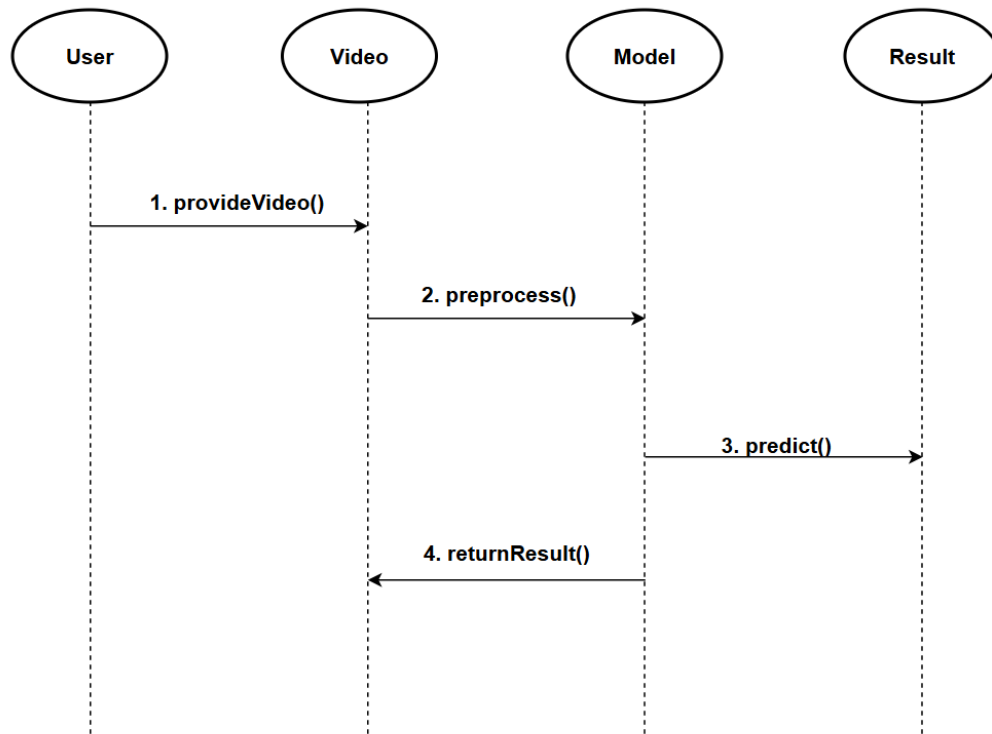 User
Video
Model
Result
1. provideVideo()
2. preprocess()
3. predict()
4. returnResult()